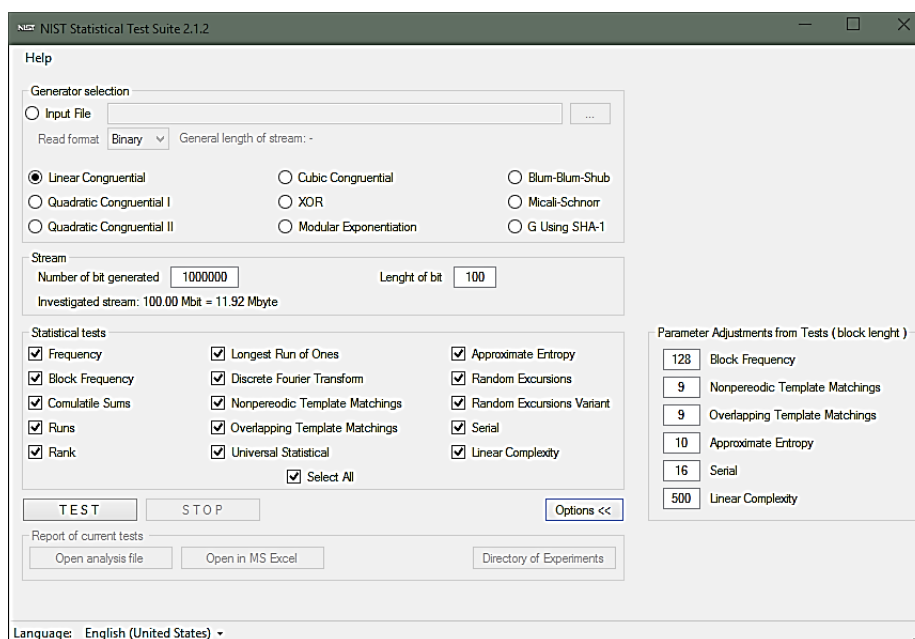 NIST NIST Statistical Test Suite 2.1.2
Help
Generator selection
Input File
...
Read format Binary General length of stream: -
Linear Congruential Cubic Congruential Blum-Blum-Shub
Quadratic Congruential I XOR Micali-Schnorr
Quadratic Congruential II Modular Exponentiation G Using SHA-1
Stream
Number of bit generated 1000000 Lenght of bit 100
Investigated stream: 100.00 Mbit = 11.92 Mbyte
Statistical tests
Frequency Longest Run of Ones Approximate Entropy
Block Frequency Discrete Fourier Transform Random Excursions
Comulatile Sums Nonpereodic Template Matchings Random Excursions Variant
Runs Overlapping Template Matchings Serial
Rank Universal Statistical Linear Complexity
Select All
Parameter Adjustments from Tests ( block lenght )
128 Block Frequency
9 Nonpereodic Template Matchings
9 Overlapping Template Matchings
10 Approximate Entropy
16 Serial
500 Linear Complexity
TEST STOP Options <<
Report of current tests
Open analysis file Open in MS Excel Directory of Experiments
Language: English (United States)